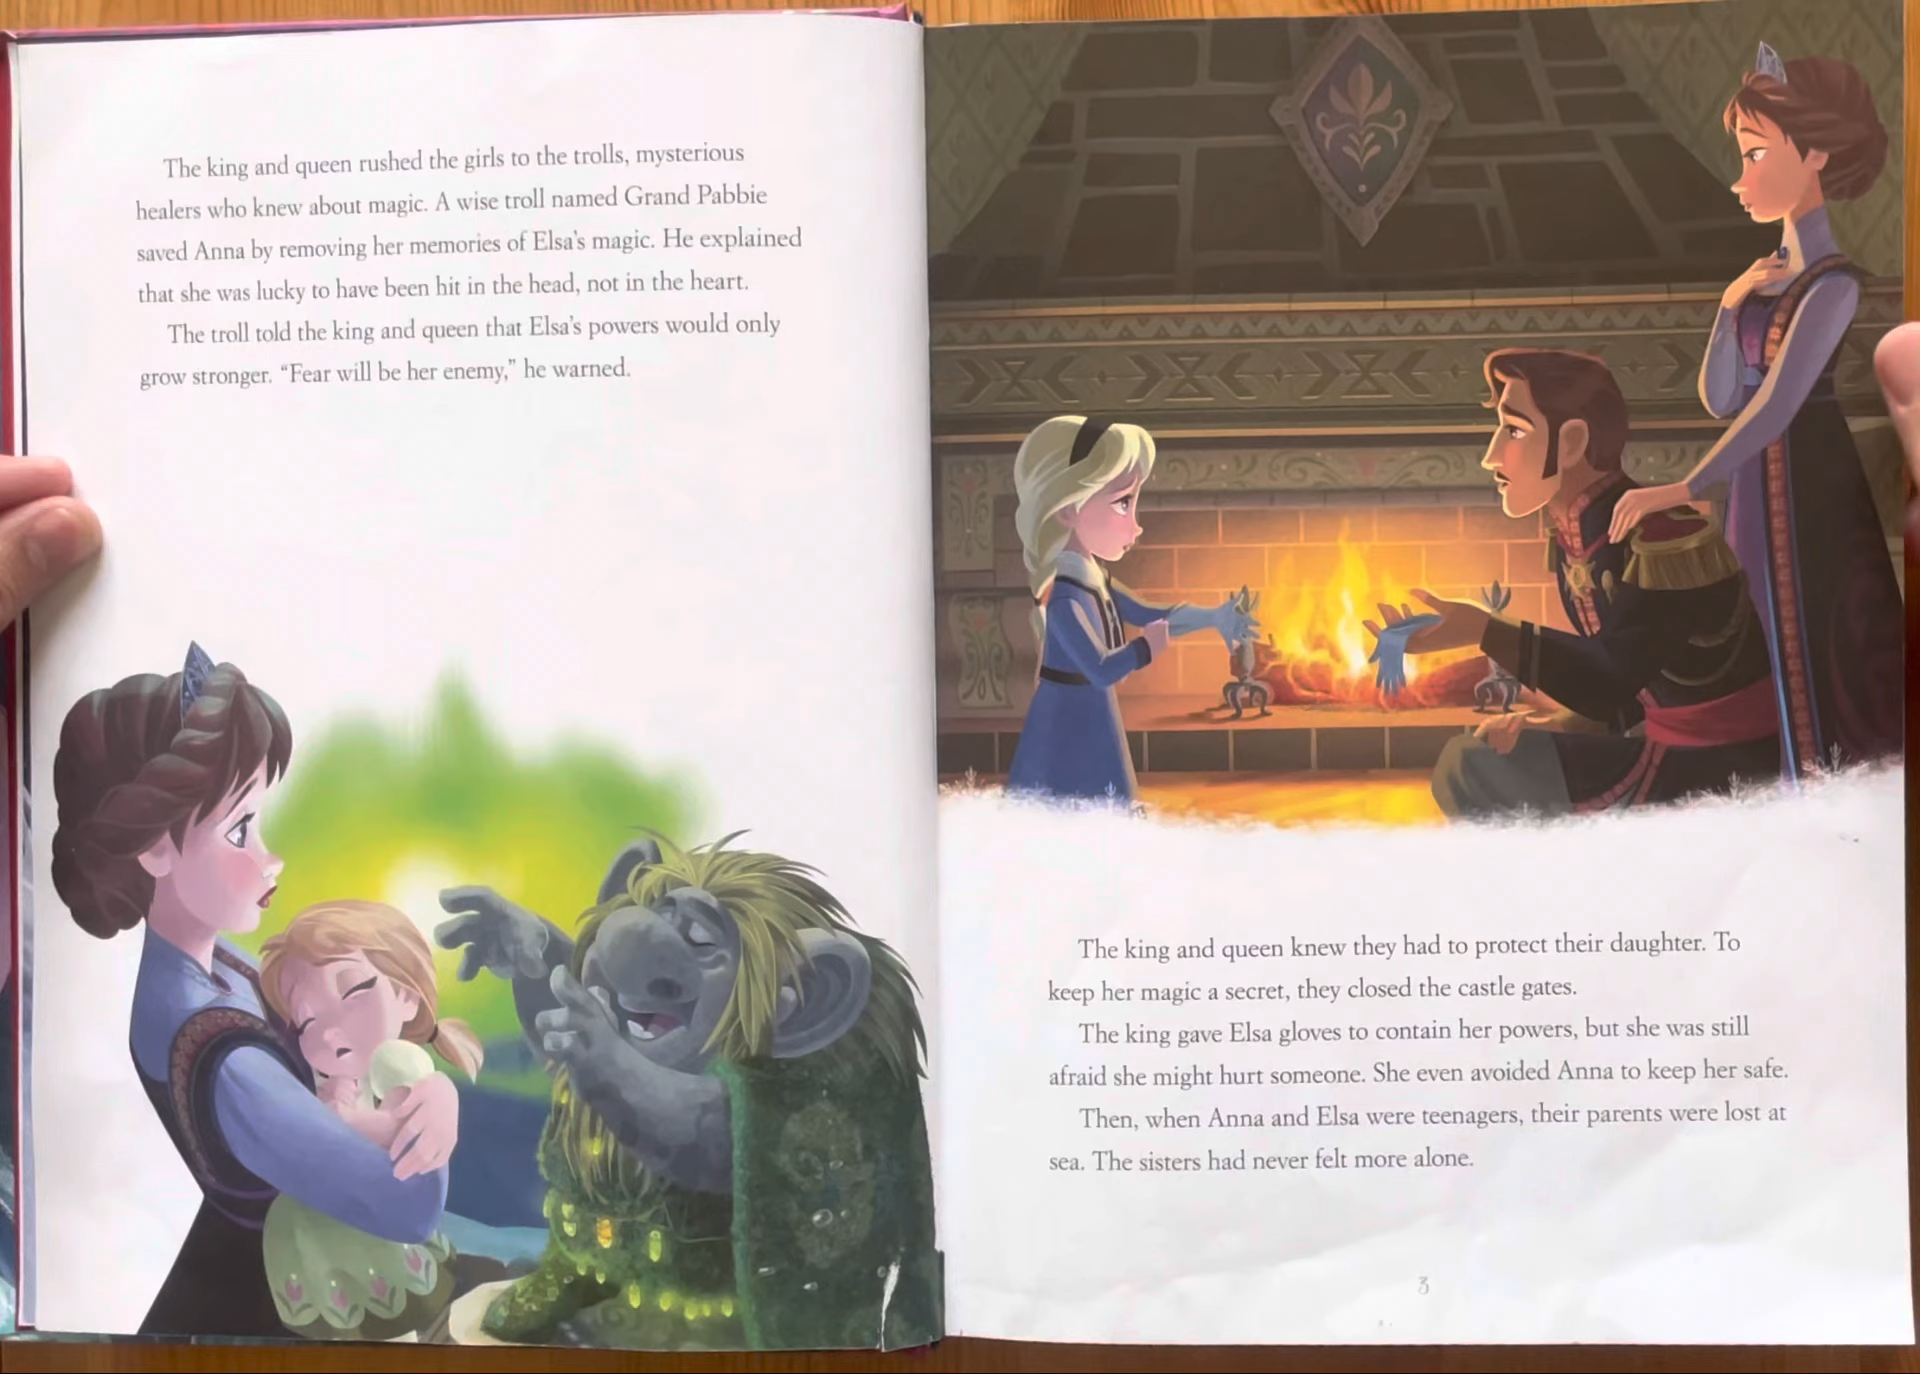 The king and queen rushed the girls to the trolls, mysterious
healers who knew about magic. A wise troll named Grand Pabbie
saved Anna by removing her memories of Elsa's magic. He explained
that she was lucky to have been hit in the head, not in the heart.
The troll told the king and queen that Elsa's powers would only
grow stronger. “Fear will be her enemy,” he warned.
The king and queen knew they had to protect their daughter. To
keep her magic a secret, they closed the castle gates.
The king gave Elsa gloves to contain her powers, but she was still
afraid she might hurt someone. She even avoided Anna to keep her safe.
Then, when Anna and Elsa were teenagers, their parents were lost at
sea. The sisters had never felt more alone.
3